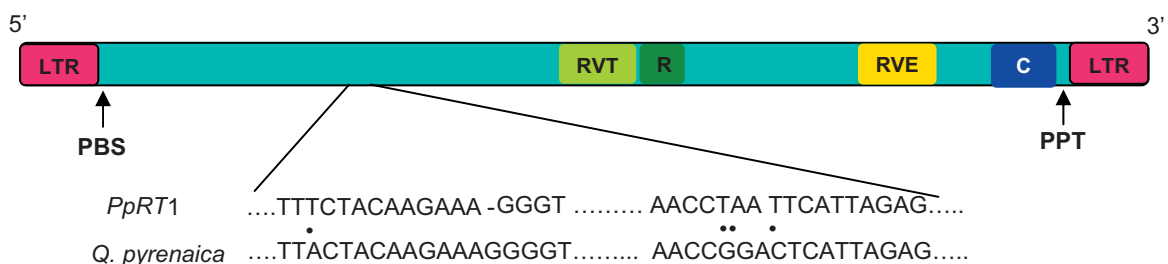 5’ 3’
LTR RVT R RVE C LTR
PBS PPT
PpRT1 ....TTTCTACAAGAAA -GGGT ......... AACCTAA TTCATTAGAG.....
Q. pyrenaica ....TTACTACAAGAAAGGGGT......... AACCGGACTCATTAGAG.....